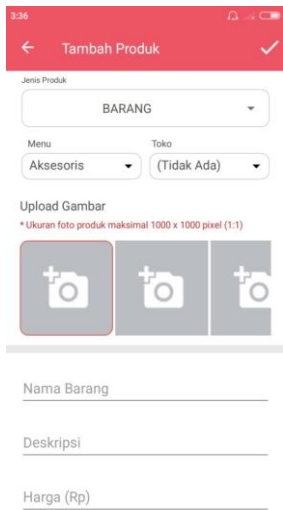 3:36
Tambah Produk
Jenis Produk
BARANG
Menu Toko
Aksesoris (Tidak Ada)
Upload Gambar
* Ukuran foto produk maksimal 1000 x 1000 pixel (1:1)
Nama Barang
Deskripsi
Harga (Rp)